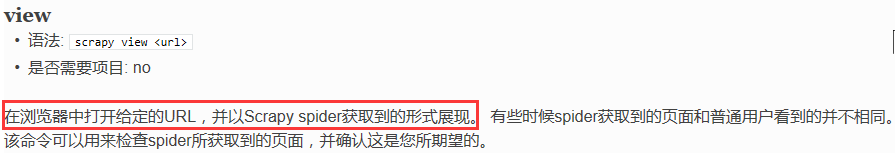 view
• 语法: scrapy view <url>
• 是否需要项目: no
在浏览器中打开给定的URL，并以Scrapy spider获取到的形式展现。 有些时候spider获取到的页面和普通用户看到的并不相同。
该命令可以用来检查spider所获取到的页面，并确认这是您所期望的。